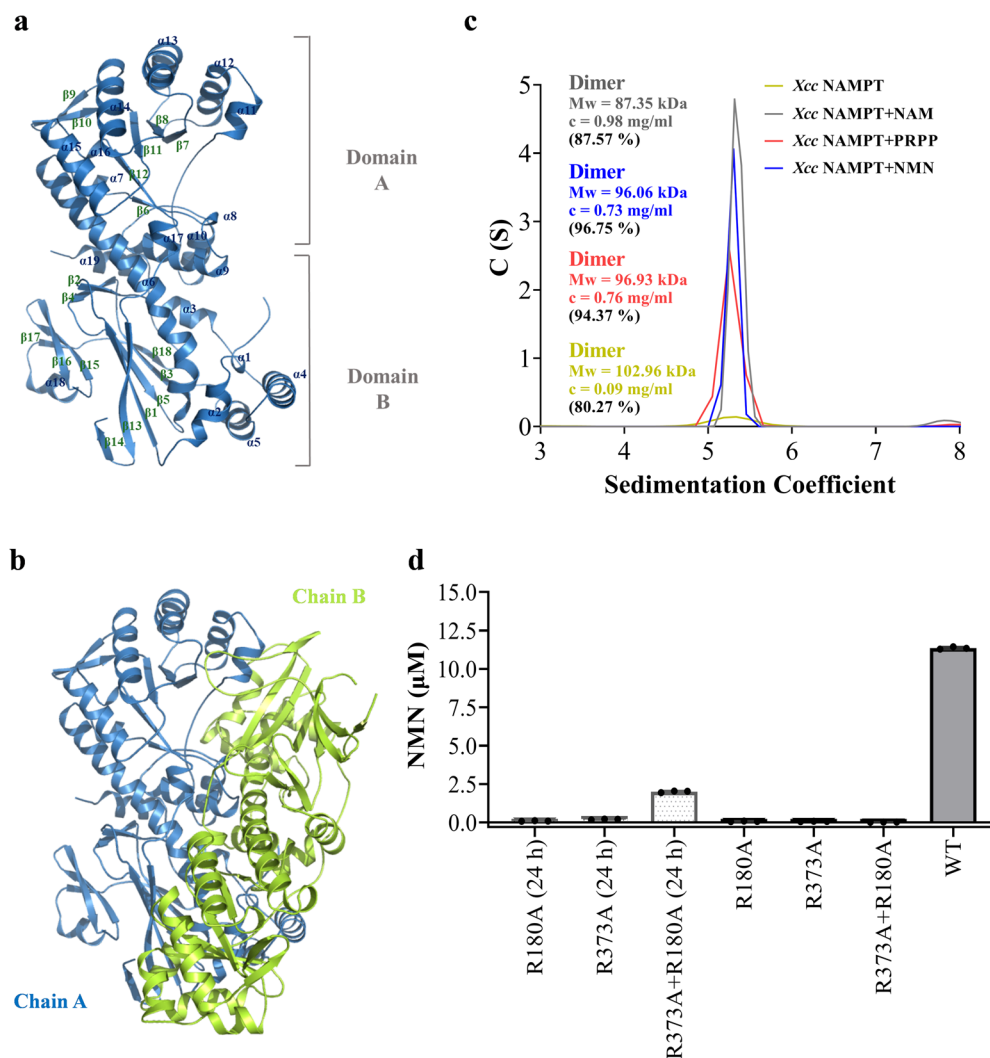 a
α13
α12
β9
α14
β8
α11
β10
β7
α15
α16
β11
β12
α7
β6
α8
α17
α10
α19
α9
β2
α6
β4
α3
β17
β18
α1
β16
β15
β3
α4
α18
β5
α2
β1
β13
β14
α5
Domain
A
Domain
B
c
Dimer
Mw = 87.35 kDa
c = 0.98 mg/ml
(87.57 %)
Dimer
Mw = 96.06 kDa
c = 0.73 mg/ml
(96.75 %)
Dimer
Mw = 96.93 kDa
c = 0.76 mg/ml
(94.37 %)
Dimer
Mw = 102.96 kDa
c = 0.09 mg/ml
(80.27 %)
Xcc NAMPT
Xcc NAMPT+NAM
Xcc NAMPT+PRPP
Xcc NAMPT+NMN
C (S)
5
4
3
2
1
0
3
4
5
6
7
8
Sedimentation Coefficient
b
Chain B
Chain A
d
NMN (µM)
15.0
12.5
10.0
7.5
5.0
2.5
0.0
R180A (24 h)
R373A (24 h)
R373A+R180A (24 h)
R180A
R373A
R373A+R180A
WT